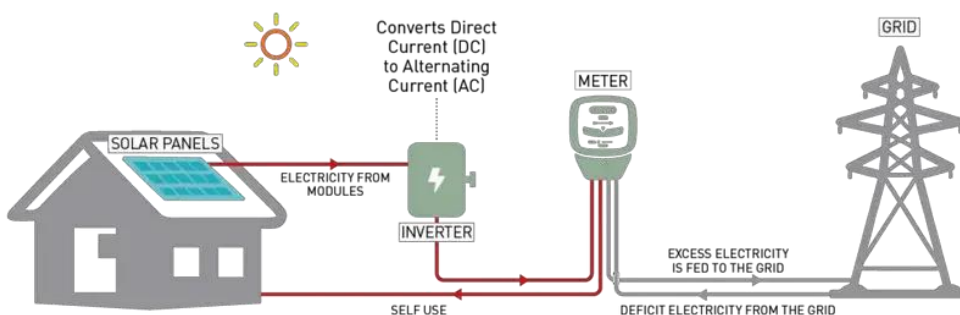 Converts Direct
Current (DC)
to Alternating
Current (AC)
GRID
METER
SOLAR PANELS
ELECTRICITY FROM
MODULES
INVERTER
EXCESS ELECTRICITY
IS FED TO THE GRID
SELF USE
DEFICIT ELECTRICITY FROM THE GRID